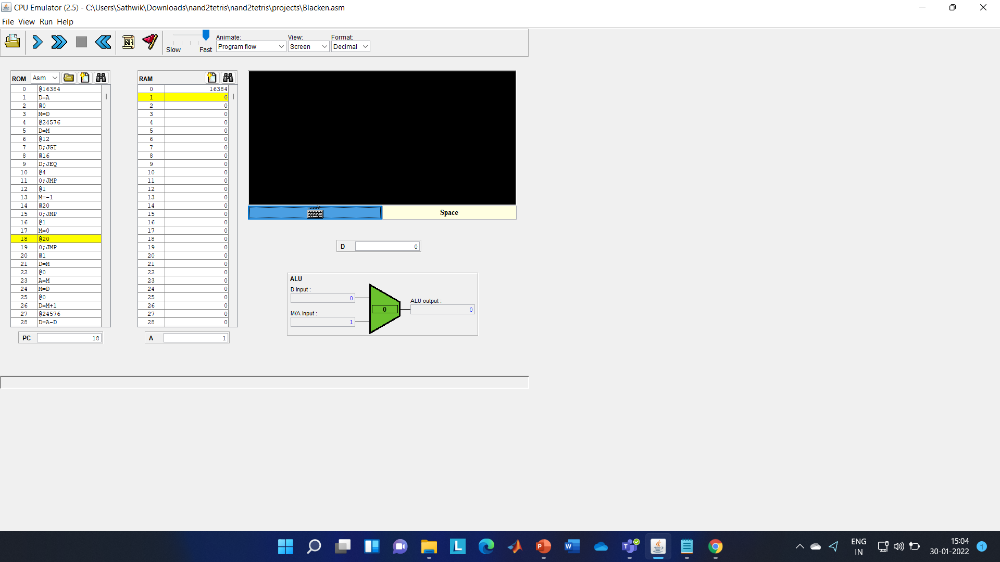 CPU Emulator (2.5) - C:\Users\Sathwik\Downloads\nand2tetris\nand2tetris\projects\Blacken.asm
File View Run Help
Slow Fast
Animate:
Program flow
View:
Screen
Format:
Decimal
ROM Asm
0 @16384
1 D=A
2 @0
3 M=D
4 @24576
5 D=M
6 @12
7 D;JGT
8 @16
9 D;JEQ
10 @4
11 0;JMP
12 @1
13 M=-1
14 @20
15 0;JMP
16 @1
17 M=0
18 @20
19 0;JMP
20 @1
21 D=M
22 @0
23 A=M
24 M=D
25 @0
26 D=M+1
27 @24576
28 D=A-D
PC 18
RAM
0 16384
1 0
2 0
3 0
4 0
5 0
6 0
7 0
8 0
9 0
10 0
11 0
12 0
13 0
14 0
15 0
16 0
17 0
18 0
19 0
20 0
21 0
22 0
23 0
24 0
25 0
26 0
27 0
28 0
A 1
Space
D 0
ALU
D Input :
0
M/A Input :
1
0
ALU output :
0
ENG
IN
15:04
30-01-2022
1